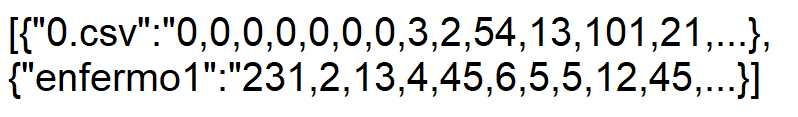 [{"0.csv":"0,0,0,0,0,0,0,3,2,54,13,101,21,...},
{"enfermo1":"231,2,13,4,45,6,5,5,12,45,...}]